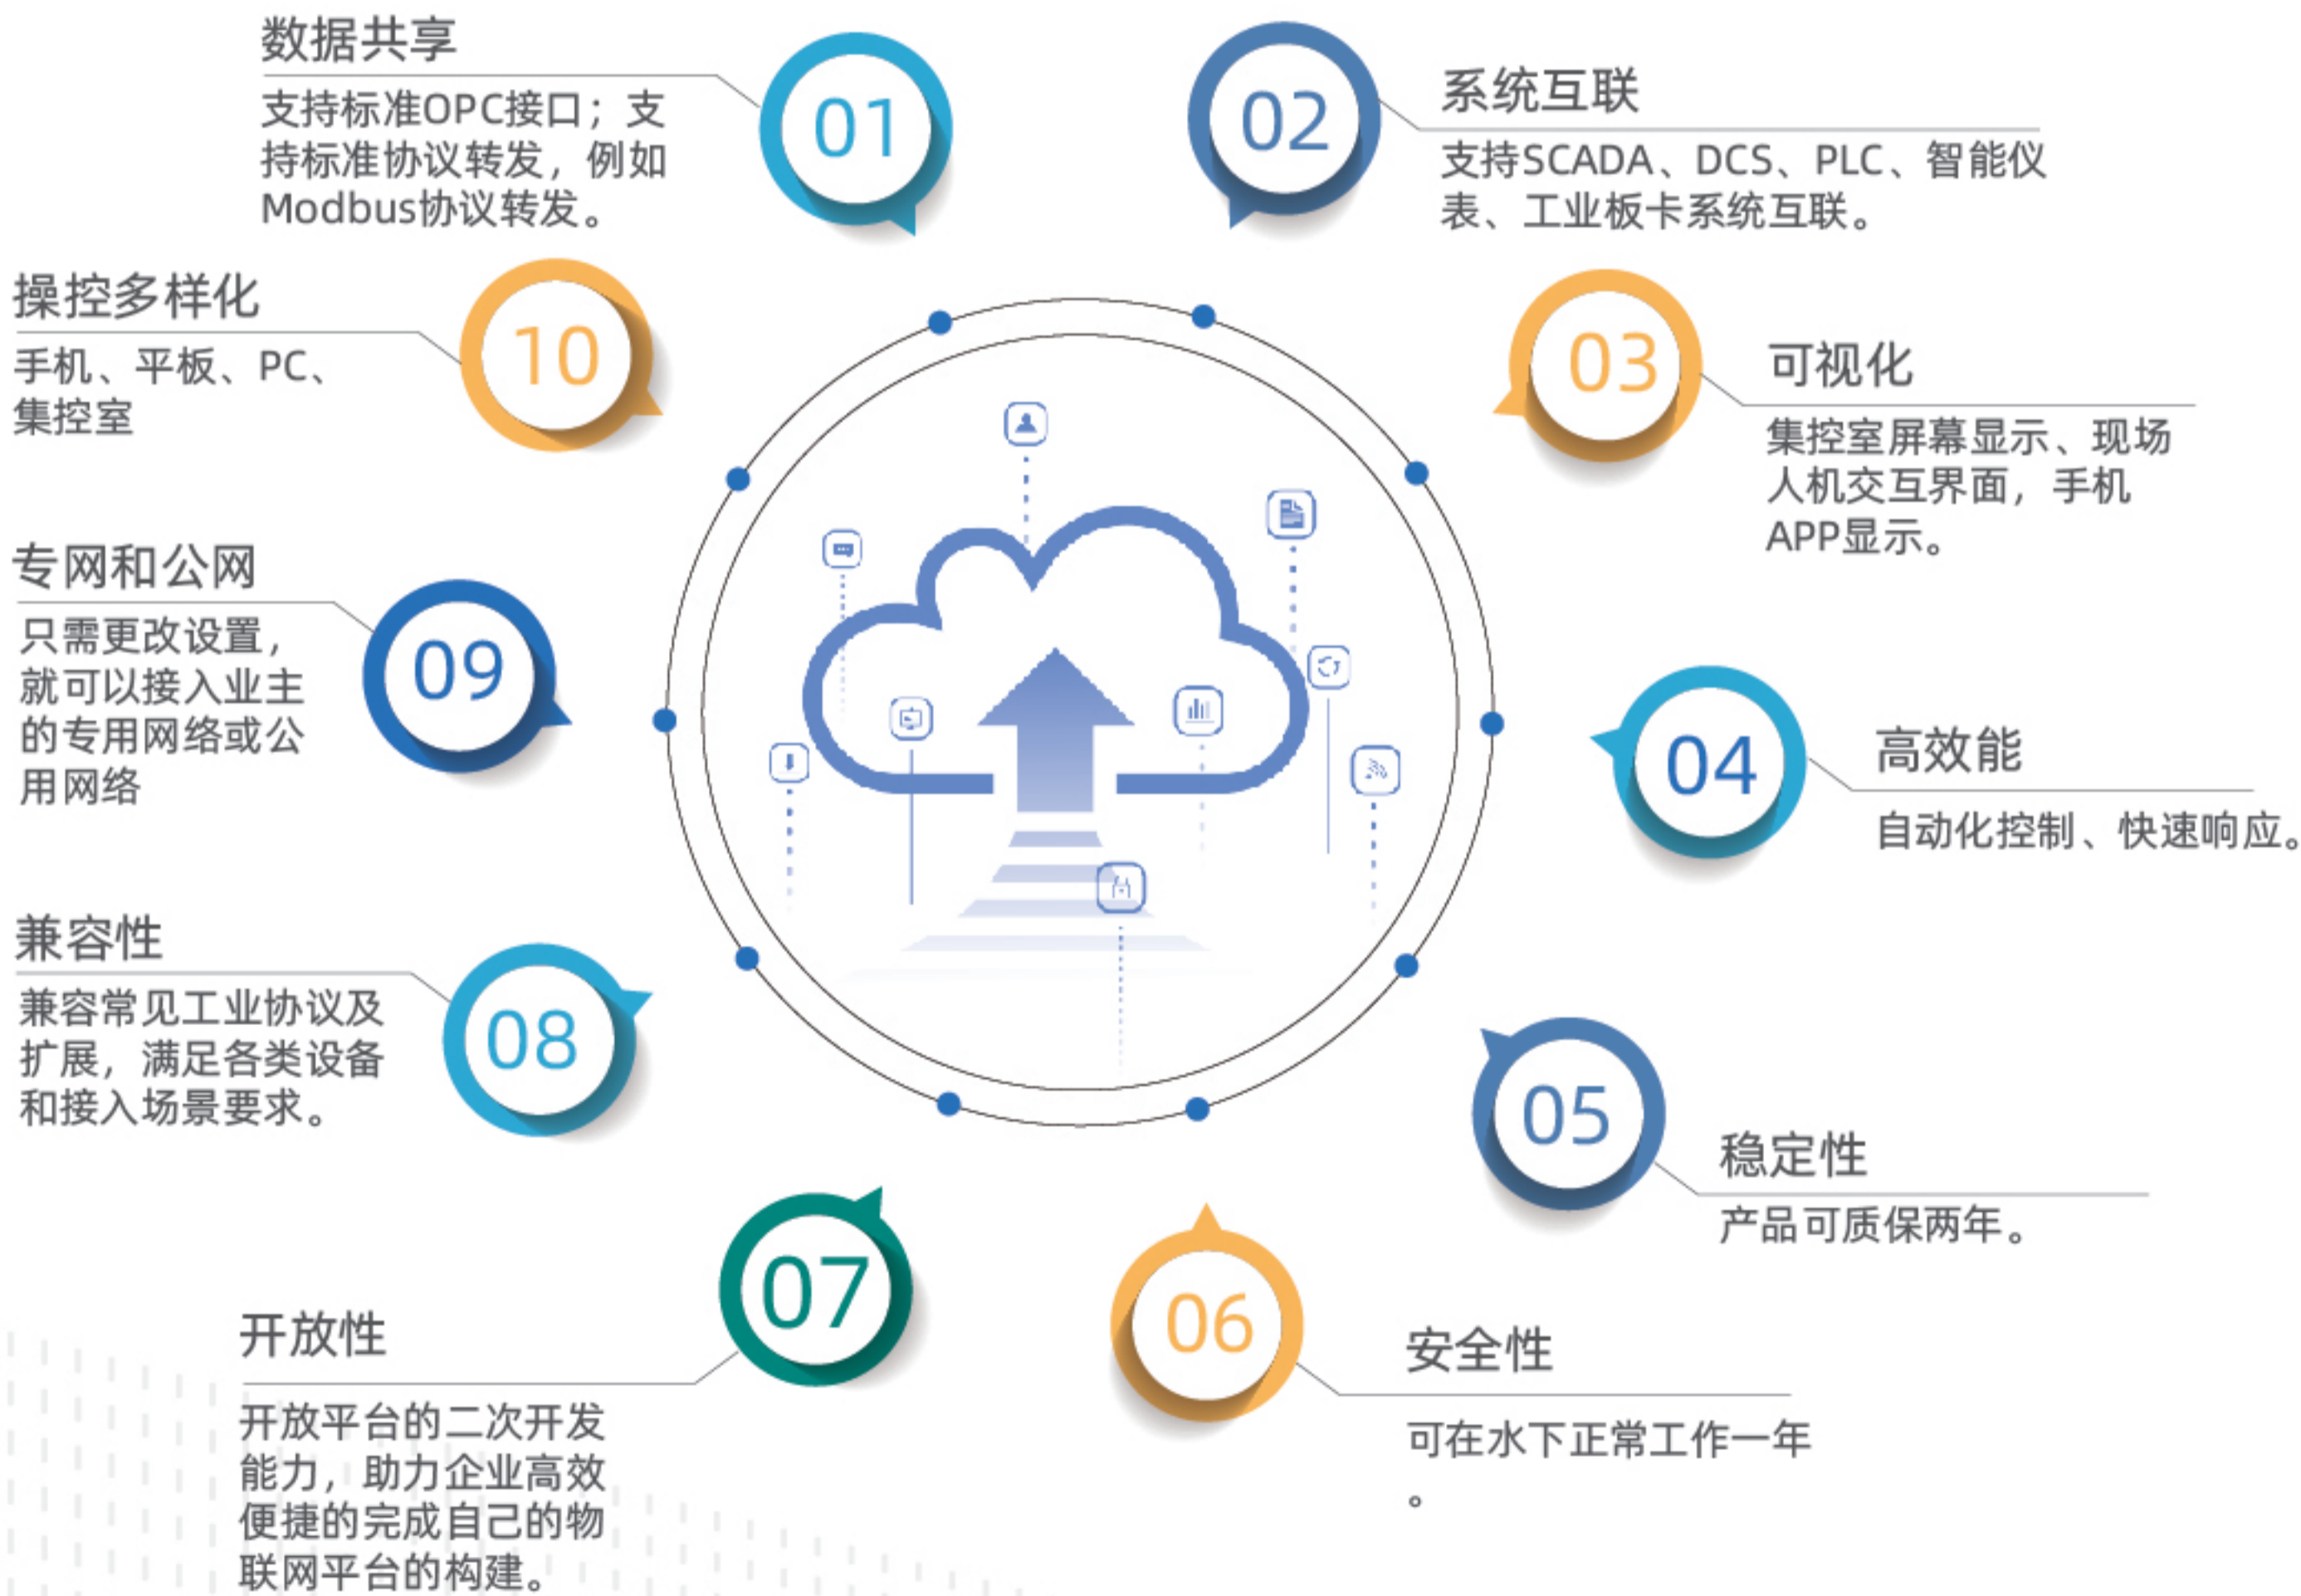 数据共享
支持标准OPC接口；支
持标准协议转发，例如
Modbus协议转发。
01
02
系统互联
支持SCADA、DCS、PLC、智能仪
表、工业板卡系统互联。
03
可视化
集控室屏幕显示、现场
人机交互界面，手机
APP显示。
04
高效能
自动化控制、快速响应。
05
稳定性
产品可质保两年。
06
安全性
可在水下正常工作一年
。
07
开放性
开放平台的二次开发
能力，助力企业高效
便捷的完成自己的物
联网平台的构建。
08
兼容性
兼容常见工业协议及
扩展，满足各类设备
和接入场景要求。
09
专网和公网
只需更改设置，
就可以接入业主
的专用网络或公
用网络
10
操控多样化
手机、平板、PC、
集控室